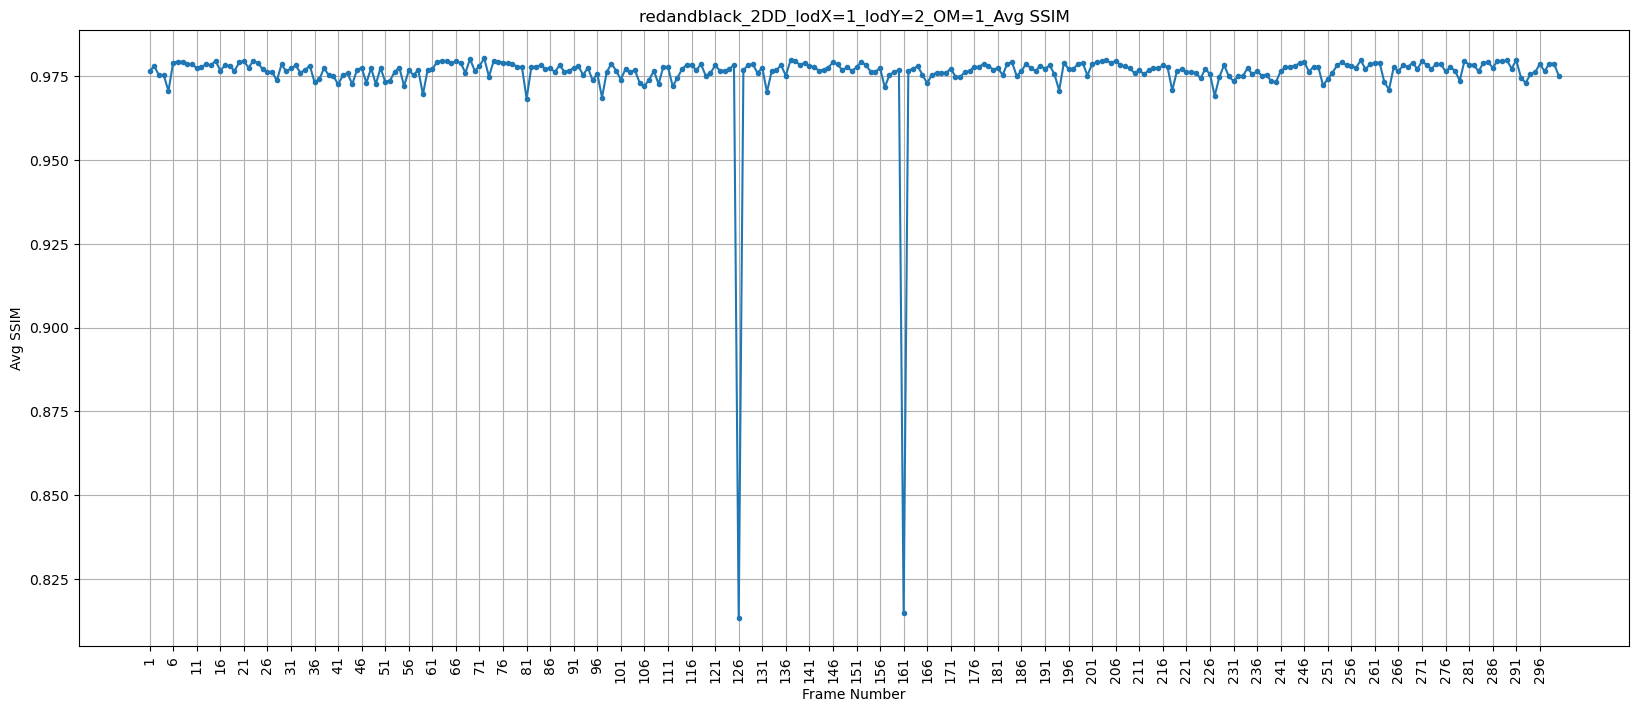 redandblack_2DD_lodX=1_lodY=2_OM=1_Avg SSIM
0.975
0.950
0.925
0.900
0.875
0.850
0.825
Avg SSIM
1 6 11 16 21 26 31 36 41 46 51 56 61 66 71 76 81 86 91 96 101 106 111 116 121 126 131 136 141 146 151 156 161 166 171 176 181 186 191 196 201 206 211 216 221 226 231 236 241 246 251 256 261 266 271 276 281 286 291 296
Frame Number